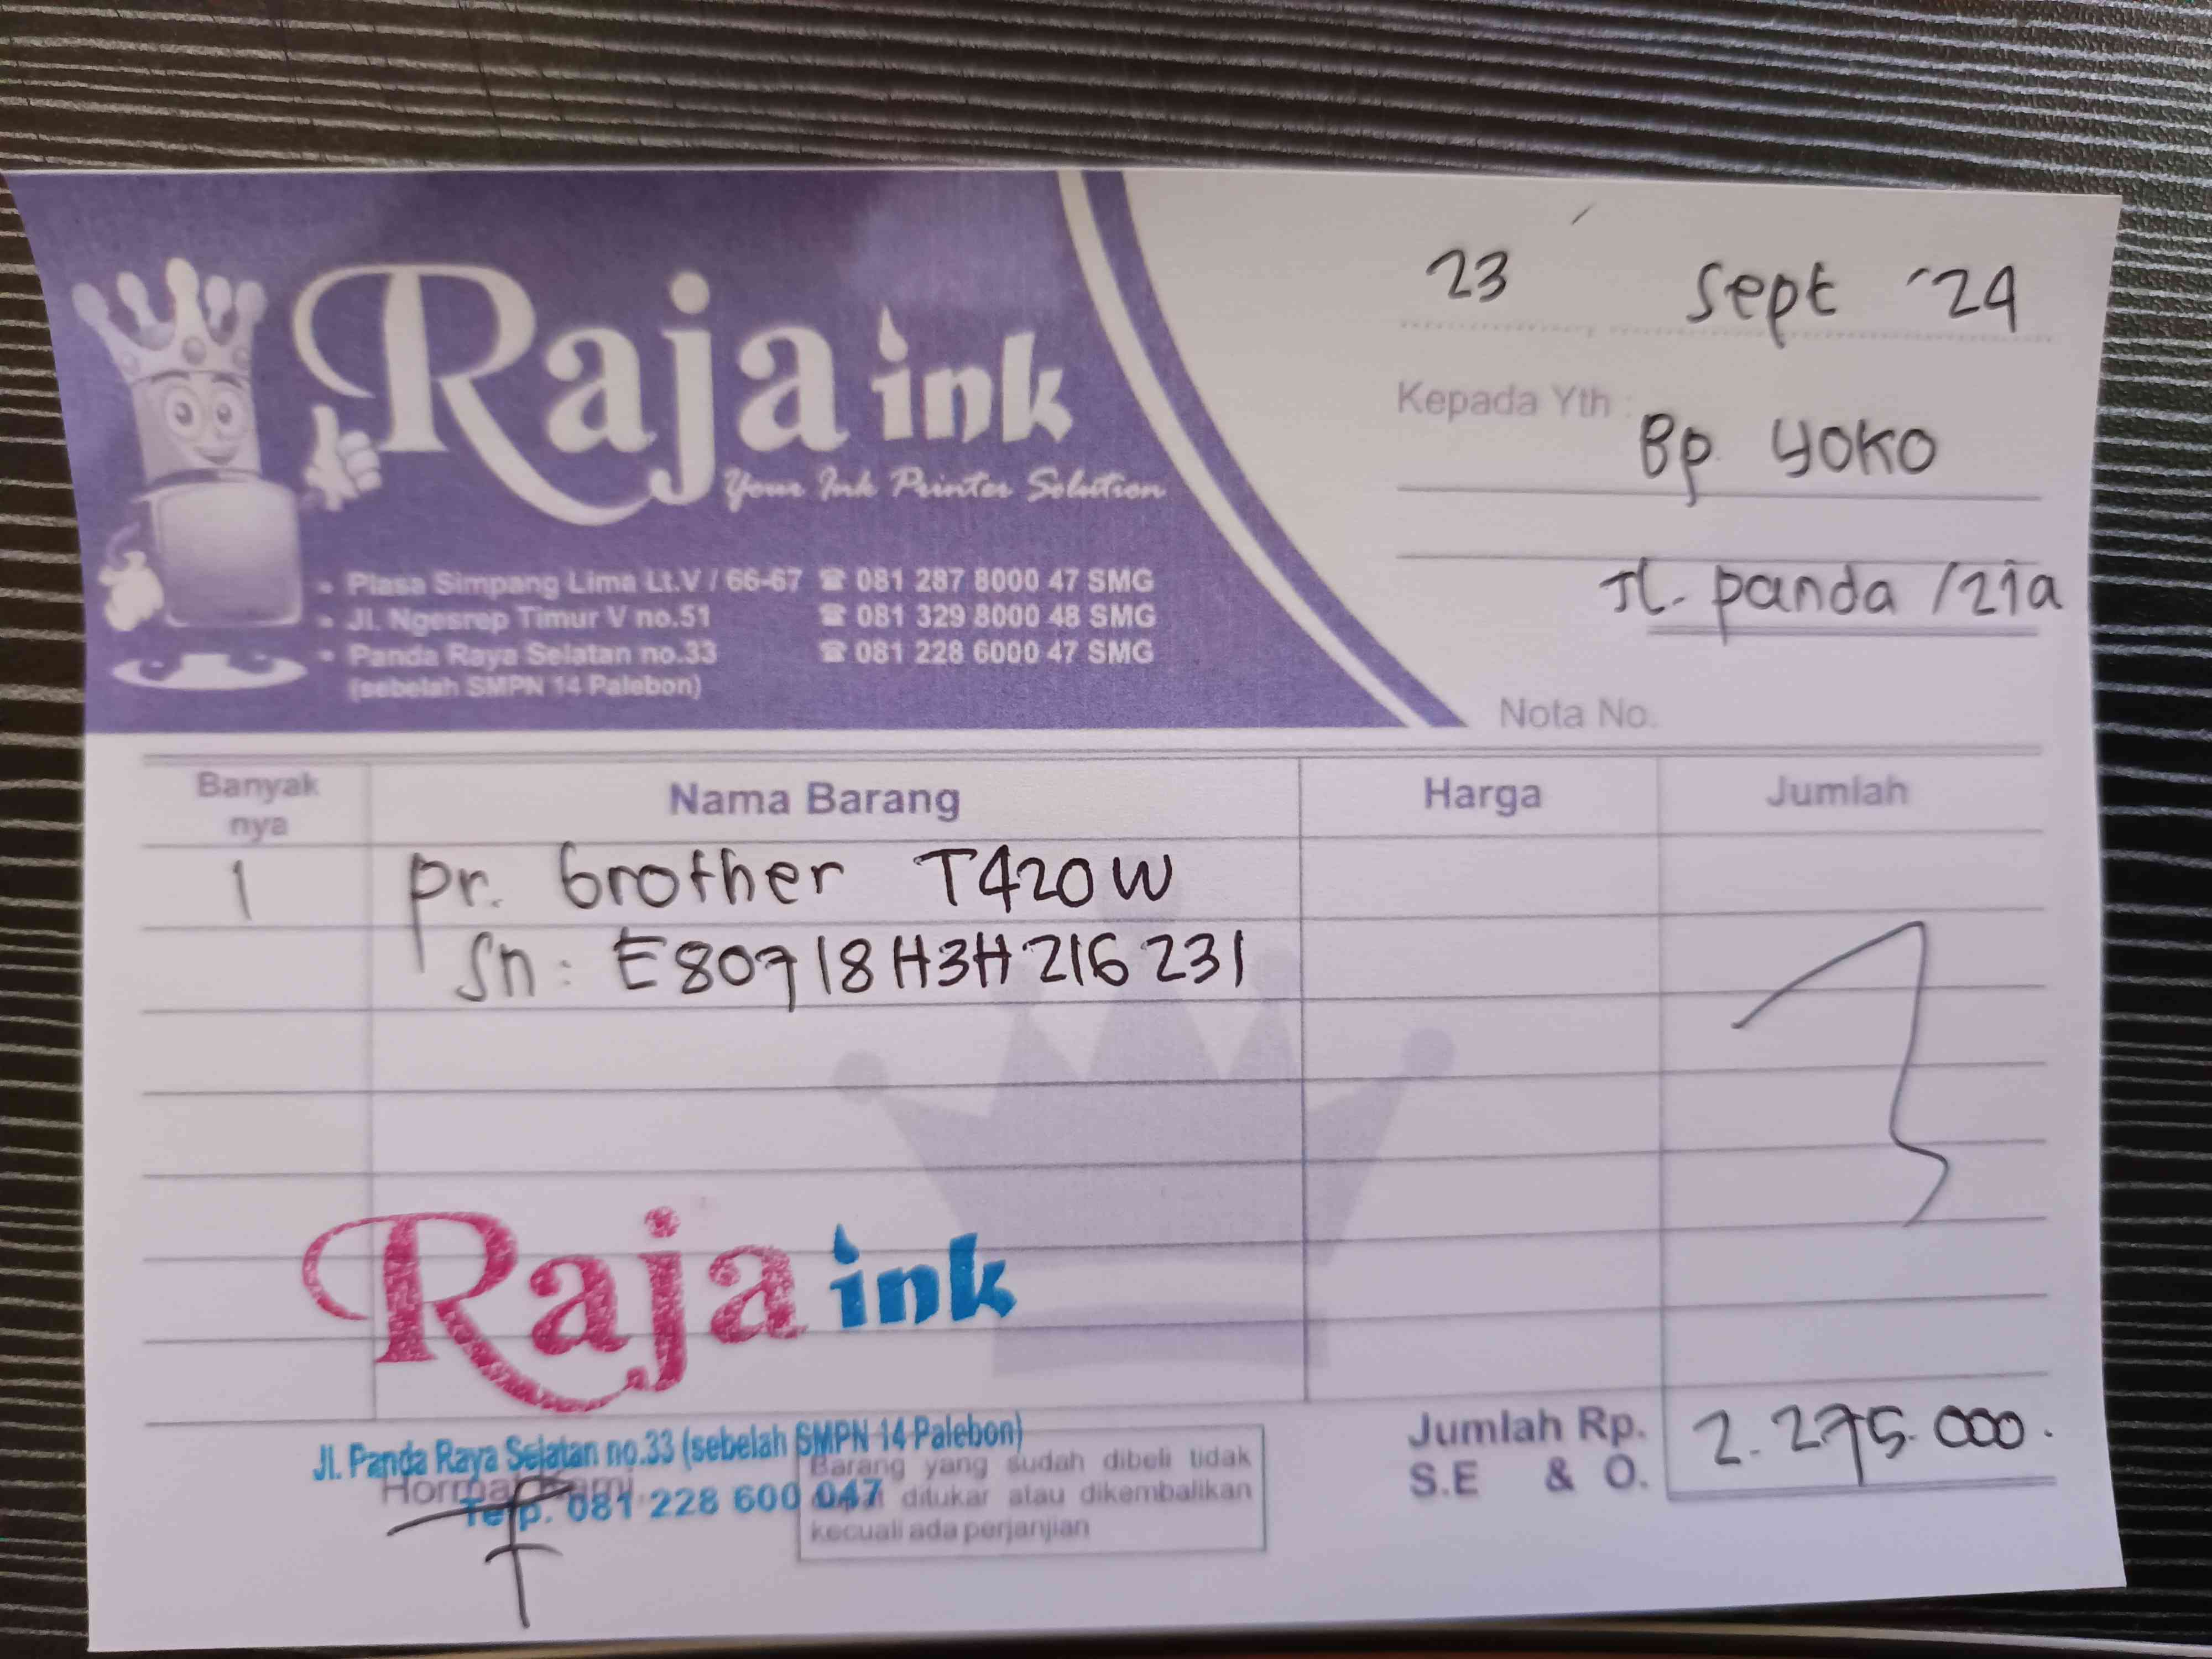 Raja ink
Your Ink Printer Solution
Plasa Simpang Lima Lt.V / 66-67 ☎ 081 287 8000 47 SMG
Jl. Ngesrep Timur V no.51 ☎ 081 329 8000 48 SMG
Panda Raya Selatan no.33 ☎ 081 228 6000 47 SMG
(sebelah SMPN 14 Palebon)
23 Sept '24
Kepada Yth : Bp YOKO
Jl. panda /21a
Nota No.
Banyak nya Nama Barang Harga Jumlah
1 pr. brother T420W
Sn: E80718H3H216231
Raja ink
Jl. Panda Raya Selatan no.33 (sebelah SMPN 14 Palebon)
Telp. 081 228 600 047
Hormat Kami,
Barang yang sudah dibeli tidak
ditukar atau dikembalikan
kecuali ada perjanjian
Jumlah Rp. 2.275.000.
S.E & O.